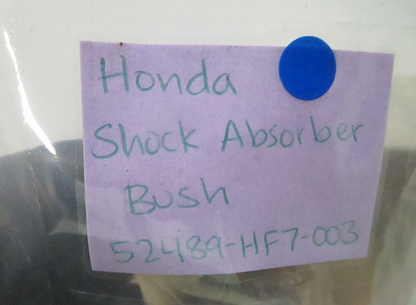 Honda
Shock Absorber
Bush
52489-HF7-003